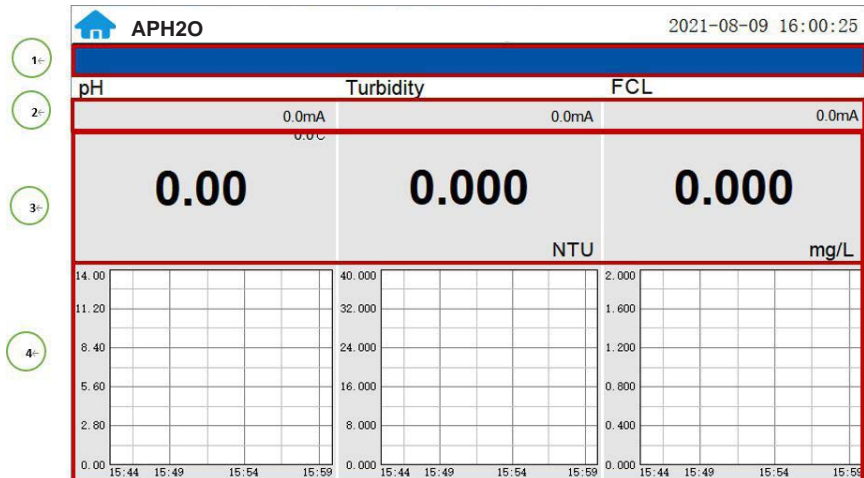 APH2O 2021-08-09 16:00:25
1←
pH Turbidity FCL
2←
0.0mA 0.0mA 0.0mA
0.0℃
3←
0.00 0.000 0.000
NTU mg/L
4←
14.00 40.000 2.000
11.20 32.000 1.600
8.40 24.000 1.200
5.60 16.000 0.800
2.80 8.000 0.400
0.00 0.000 0.000
15:44 15:49 15:54 15:59 15:44 15:49 15:54 15:59 15:44 15:49 15:54 15:59